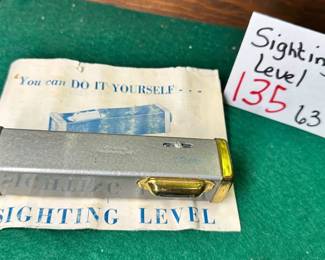 "You can DO IT YOURSELF - - -
SIGHTING LEVEL
Sighting
Level
135 63